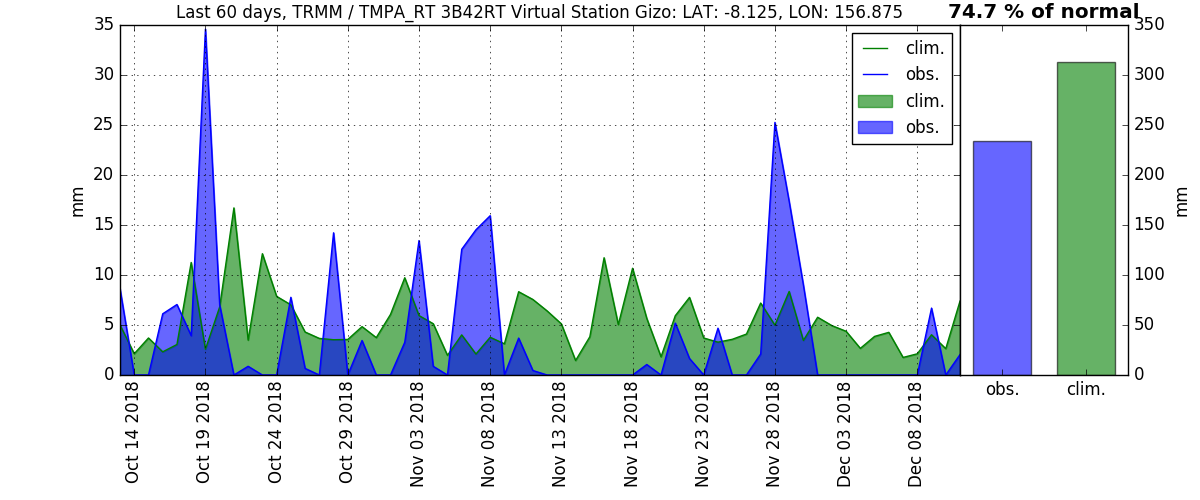 Last 60 days, TRMM / TMPA_RT 3B42RT Virtual Station Gizo: LAT: -8.125, LON: 156.875
74.7 % of normal
35
30
25
20
15
10
5
0
mm
clim.
obs.
clim.
obs.
350
300
250
200
150
100
50
0
mm
obs.
clim.
Oct 14 2018
Oct 19 2018
Oct 24 2018
Oct 29 2018
Nov 03 2018
Nov 08 2018
Nov 13 2018
Nov 18 2018
Nov 23 2018
Nov 28 2018
Dec 03 2018
Dec 08 2018